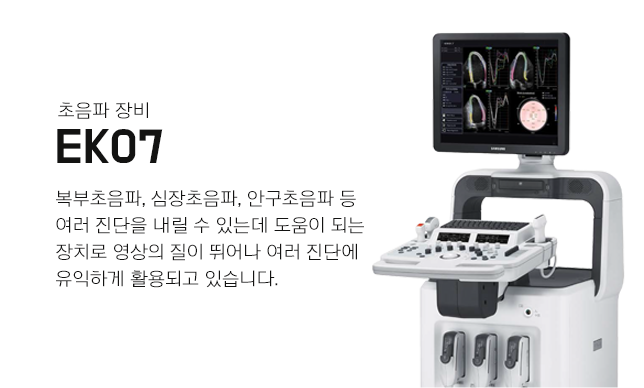 초음파 장비
EKO7
복부초음파, 심장초음파, 안구초음파 등
여러 진단을 내릴 수 있는데 도움이 되는
장치로 영상의 질이 뛰어나 여러 진단에
유익하게 활용되고 있습니다.
SAMSUNG